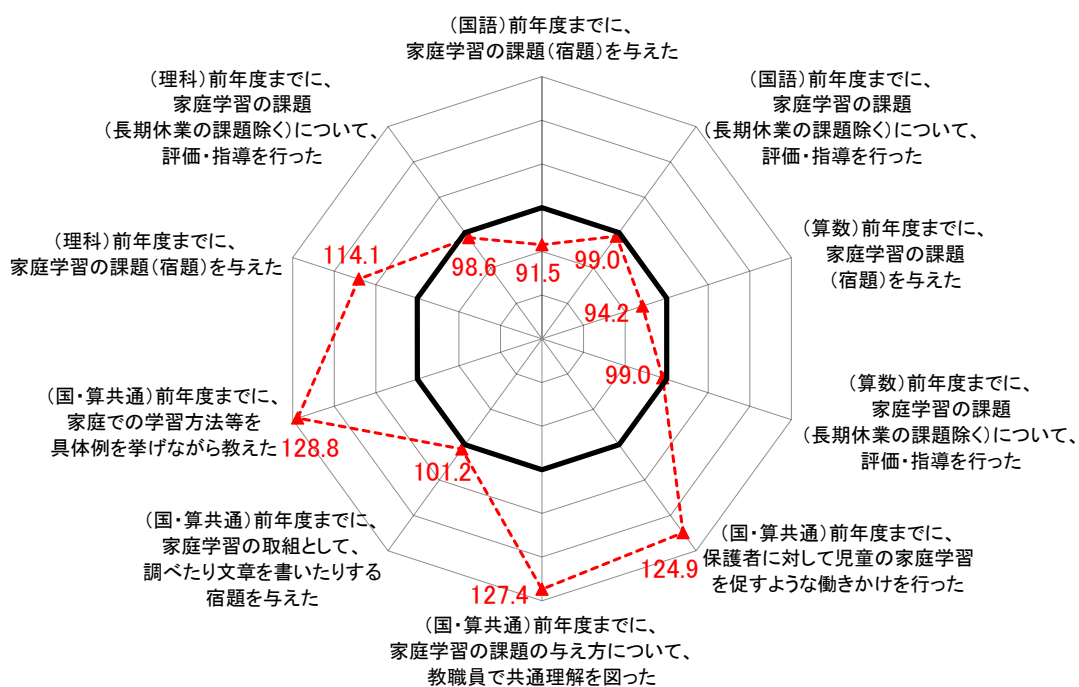 (国語)前年度までに、
家庭学習の課題(宿題)を与えた
(国語)前年度までに、
家庭学習の課題
(長期休業の課題除く)について、
評価・指導を行った
(算数)前年度までに、
家庭学習の課題
(宿題)を与えた
(算数)前年度までに、
家庭学習の課題
(長期休業の課題除く)について、
評価・指導を行った
(国・算共通)前年度までに、
保護者に対して児童の家庭学習
を促すような働きかけを行った
(国・算共通)前年度までに、
家庭学習の課題の与え方について、
教職員で共通理解を図った
(国・算共通)前年度までに、
家庭学習の取組として、
調べたり文章を書いたりする
宿題を与えた
(国・算共通)前年度までに、
家庭での学習方法等を
具体例を挙げながら教えた
(理科)前年度までに、
家庭学習の課題(宿題)を与えた
(理科)前年度までに、
家庭学習の課題
(長期休業の課題除く)について、
評価・指導を行った
91.5
99.0
94.2
99.0
124.9
127.4
101.2
128.8
114.1
98.6